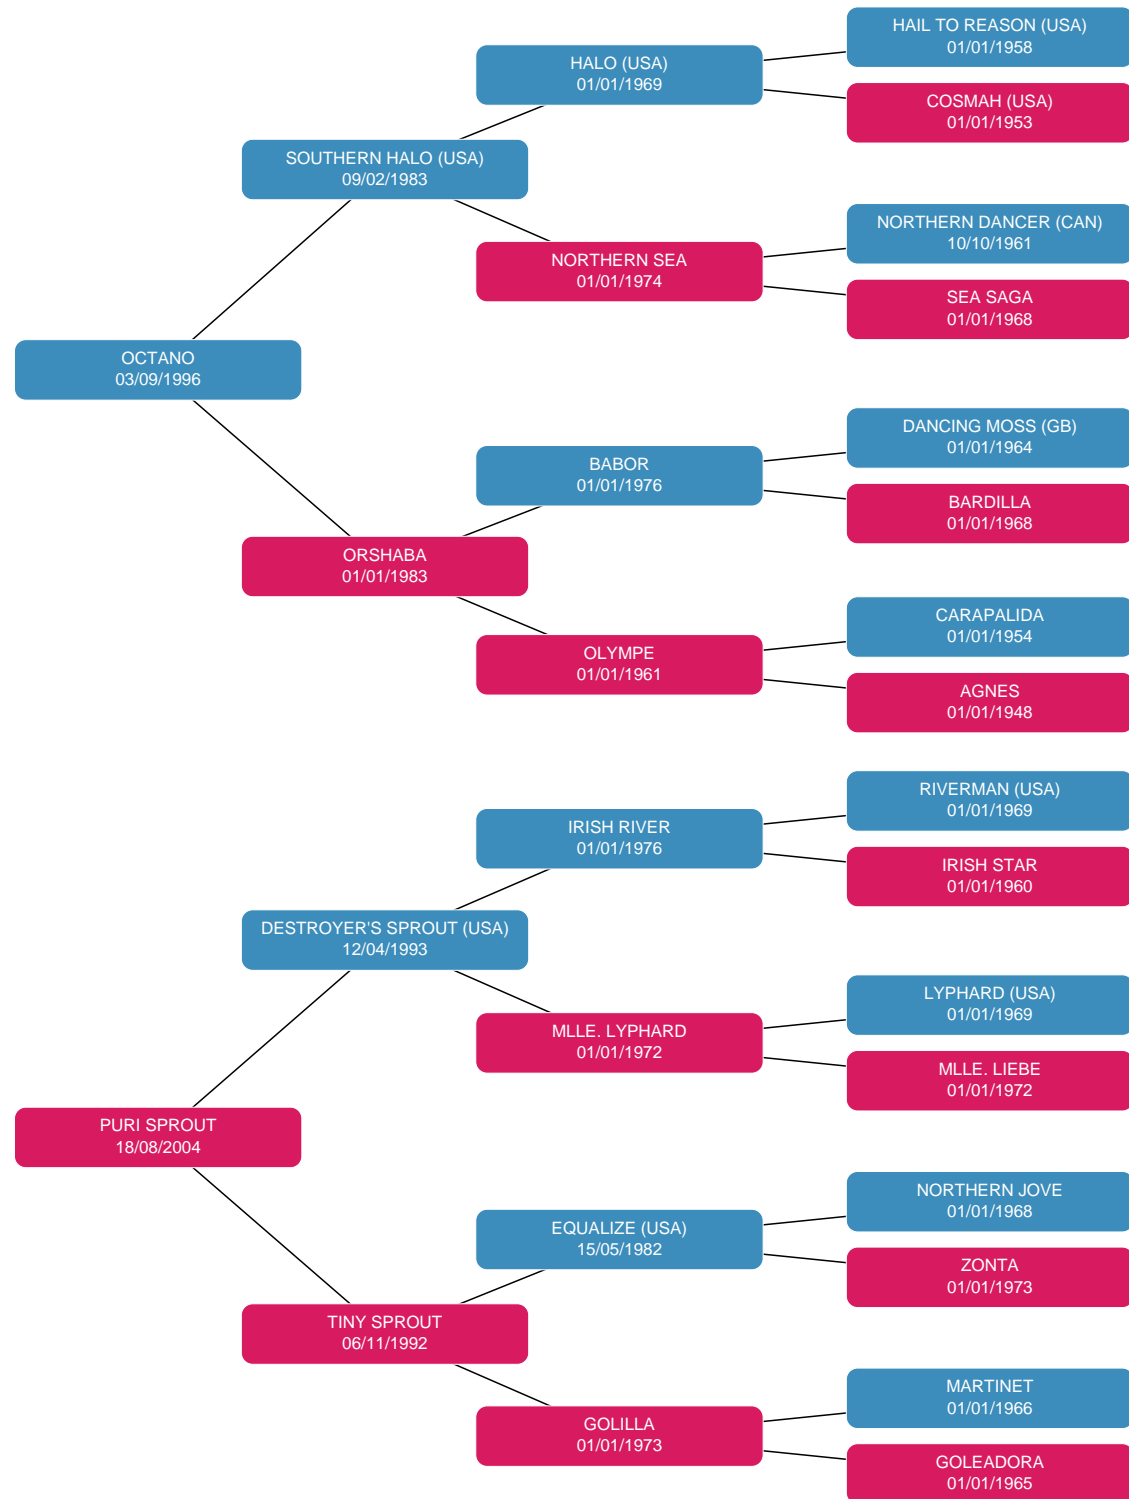 HAIL TO REASON (USA)
01/01/1958
HALO (USA)
01/01/1969
COSMAH (USA)
01/01/1953
SOUTHERN HALO (USA)
09/02/1983
NORTHERN DANCER (CAN)
10/10/1961
NORTHERN SEA
01/01/1974
SEA SAGA
01/01/1968
OCTANO
03/09/1996
DANCING MOSS (GB)
01/01/1964
BABOR
01/01/1976
BARDILLA
01/01/1968
ORSHABA
01/01/1983
CARAPALIDA
01/01/1954
OLYMPE
01/01/1961
AGNES
01/01/1948
RIVERMAN (USA)
01/01/1969
IRISH RIVER
01/01/1976
IRISH STAR
01/01/1960
DESTROYER'S SPROUT (USA)
12/04/1993
LYPHARD (USA)
01/01/1969
MLLE. LYPHARD
01/01/1972
MLLE. LIEBE
01/01/1972
PURI SPROUT
18/08/2004
NORTHERN JOVE
01/01/1968
EQUALIZE (USA)
15/05/1982
ZONTA
01/01/1973
TINY SPROUT
06/11/1992
MARTINET
01/01/1966
GOLILLA
01/01/1973
GOLEADORA
01/01/1965